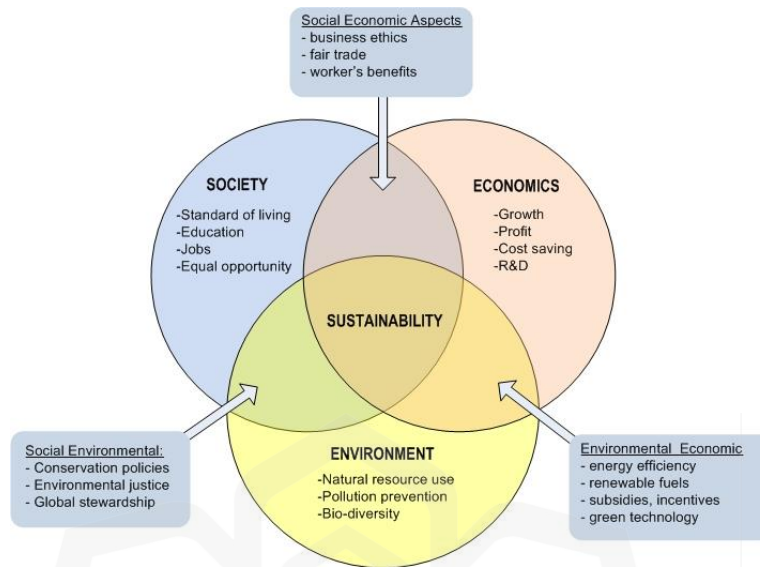 Social Economic Aspects
- business ethics
- fair trade
- worker's benefits
SOCIETY
-Standard of living
-Education
-Jobs
-Equal opportunity
ECONOMICS
-Growth
-Profit
-Cost saving
-R&D
SUSTAINABILITY
Social Environmental:
- Conservation policies
- Environmental justice
- Global stewardship
ENVIRONMENT
-Natural resource use
-Pollution prevention
-Bio-diversity
Environmental Economic
- energy efficiency
- renewable fuels
- subsidies, incentives
- green technology